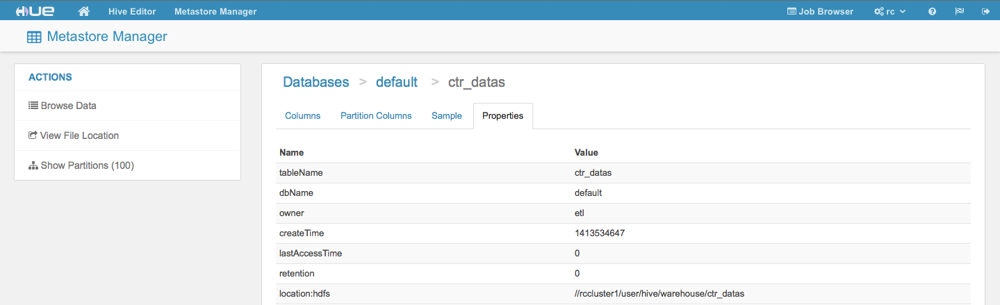 HUE Hive Editor Metastore Manager Job Browser rc
Metastore Manager
ACTIONS
Browse Data
View File Location
Show Partitions (100)
Databases > default > ctr_datas
Columns Partition Columns Sample Properties
Name Value
tableName ctr_datas
dbName default
owner etl
createTime 1413534647
lastAccessTime 0
retention 0
location:hdfs //rccluster1/user/hive/warehouse/ctr_datas